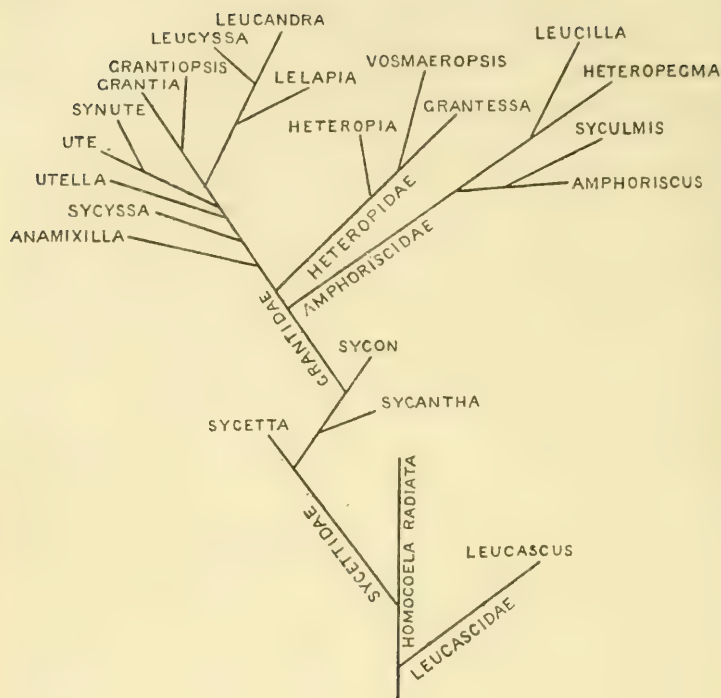 LEUCANDRA
LEUCYSSA
GRANTIOPSIS
GRANTIA
LELAPIA
SYNUTE
UTE
UTELLA
SYCYSSA
ANAMIXILLA
VOSMAEROPSIS
HETEROPIA
GRANTESSA
LEUCILLA
HETEROPEGMA
SYCULMIS
AMPHORISCUS
HETEROPIDAE
AMPHORISCIDAE
GRANTIDAE
SYCON
SYCANTHA
SYCETTA
SYCETTIDAE
HOMOCOELA RADIATA
LEUCASCUS
LEUCASCIDAE